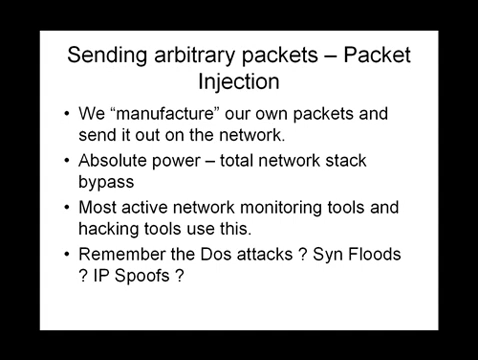 Sending arbitrary packets – Packet
Injection
• We “manufacture” our own packets and
send it out on the network.
• Absolute power – total network stack
bypass
• Most active network monitoring tools and
hacking tools use this.
• Remember the Dos attacks ? Syn Floods
? IP Spoofs ?